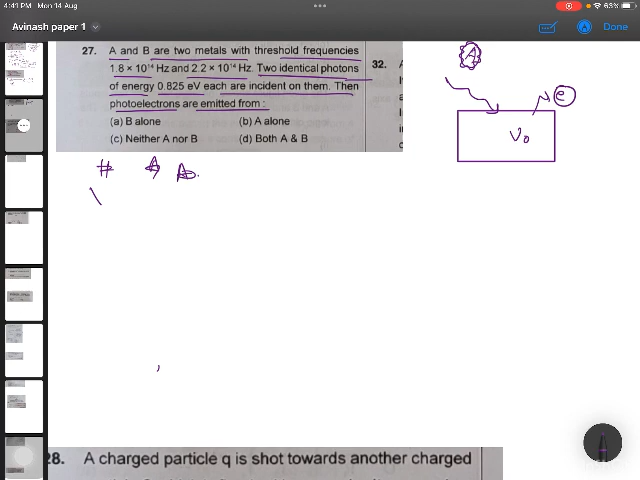 4:41 PM Mon 14 Aug
63%
Avinash paper 1
Done
27. A and B are two metals with threshold frequencies
1.8 × 10¹⁴ Hz and 2.2 × 10¹⁴ Hz. Two identical photons
of energy 0.825 eV each are incident on them. Then
photoelectrons are emitted from :
(a) B alone (b) A alone
(c) Neither A nor B (d) Both A & B
32.
A
e
ν₀
#
28. A charged particle q is shot towards another charged